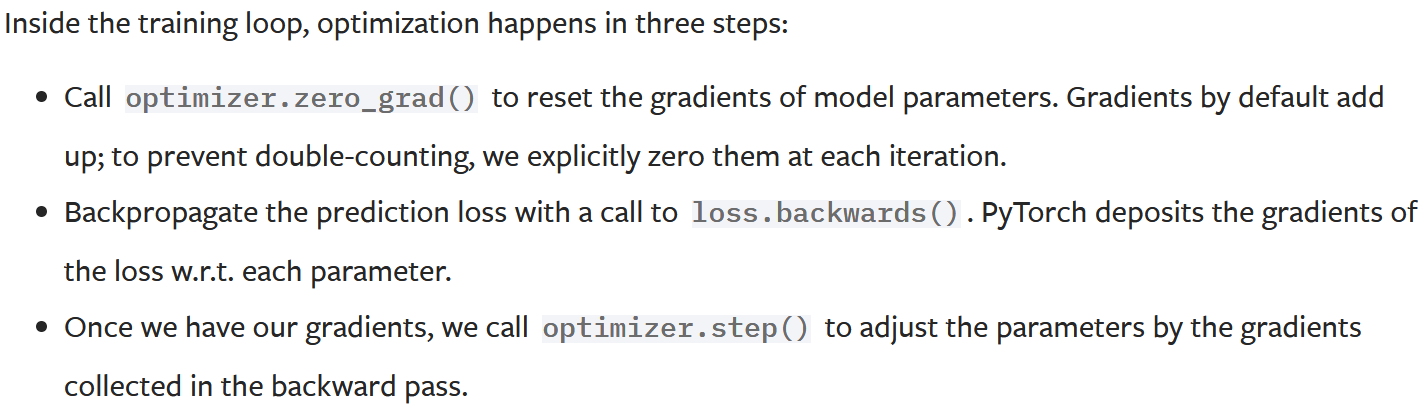 Inside the training loop, optimization happens in three steps:
• Call optimizer.zero_grad() to reset the gradients of model parameters. Gradients by default add
up; to prevent double-counting, we explicitly zero them at each iteration.
• Backpropagate the prediction loss with a call to loss.backwards(). PyTorch deposits the gradients of
the loss w.r.t. each parameter.
• Once we have our gradients, we call optimizer.step() to adjust the parameters by the gradients
collected in the backward pass.